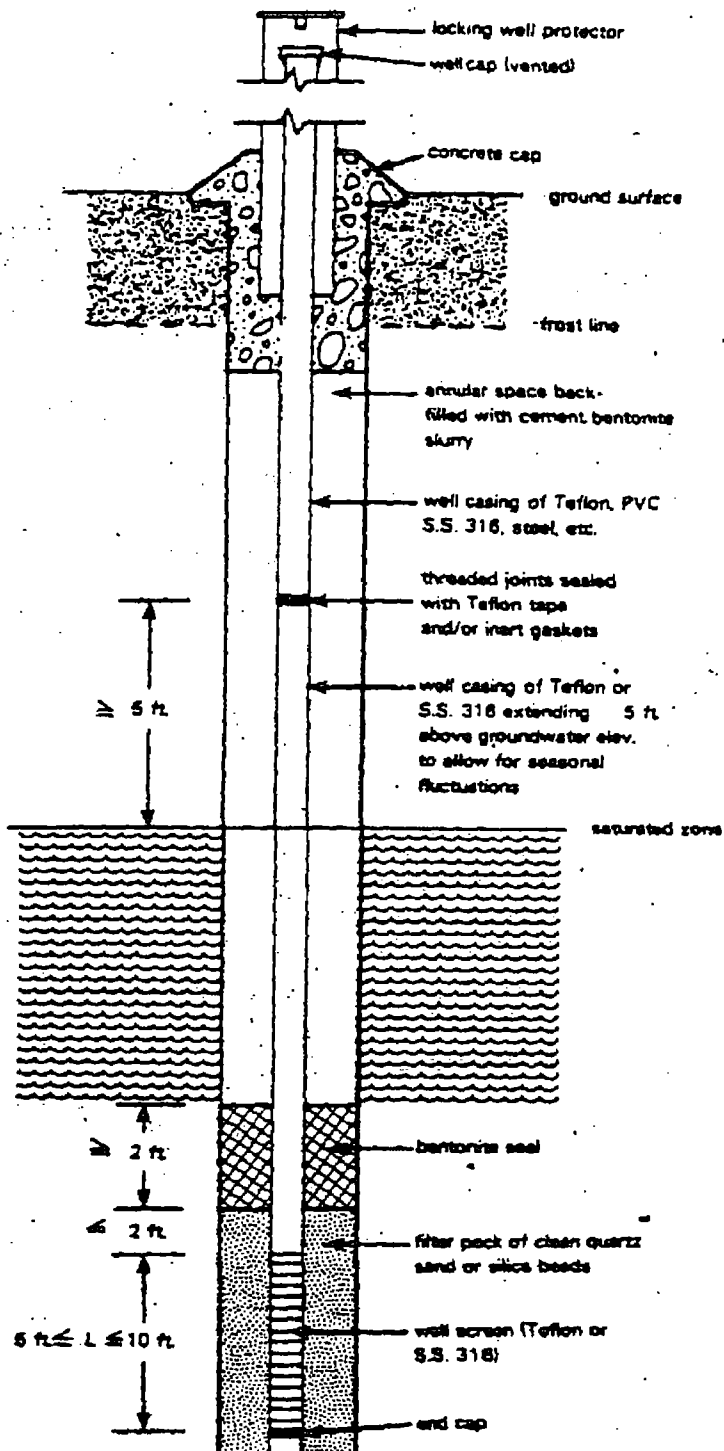 locking well protector
well cap (vented)
concrete cap
ground surface
frost line
annular space back-
filled with cement bentonite
slurry
well casing of Teflon, PVC
S.S. 316, steel, etc.
threaded joints sealed
with Teflon tape
and/or inert gaskets
≥ 5 ft.
well casing of Teflon or
S.S. 316 extending 5 ft.
above groundwater elev.
to allow for seasonal
fluctuations
saturated zone
≥ 2 ft.
bentonite seal
≤ 2 ft.
filter pack of clean quartz
sand or silica beads
5 ft ≤ L ≤ 10 ft.
well screen (Teflon or
S.S. 316)
end cap